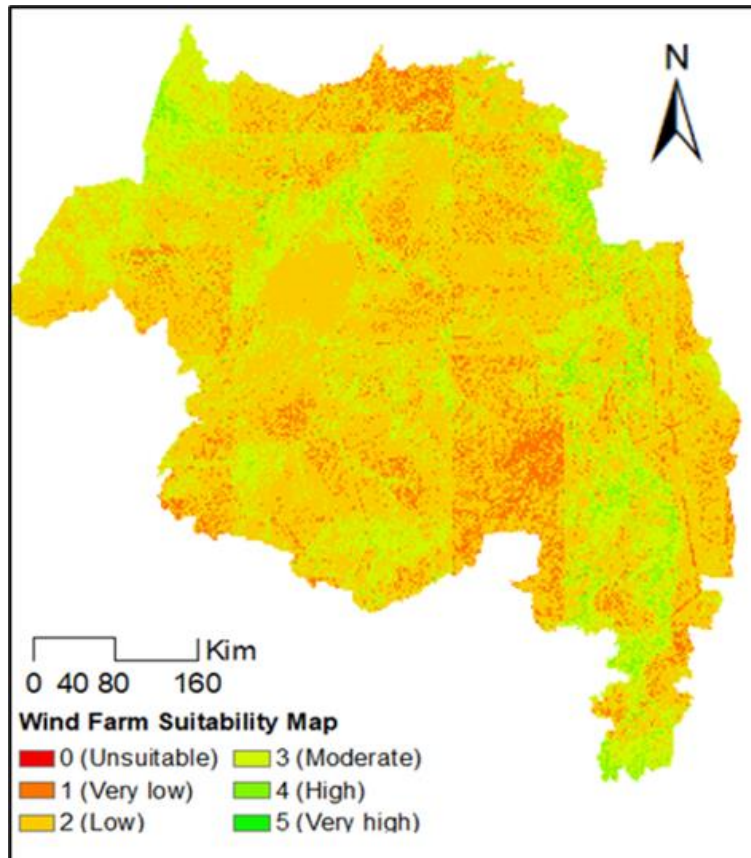 N
Kim
0 40 80 160
Wind Farm Suitability Map
0 (Unsuitable) 3 (Moderate)
1 (Very low) 4 (High)
2 (Low) 5 (Very high)